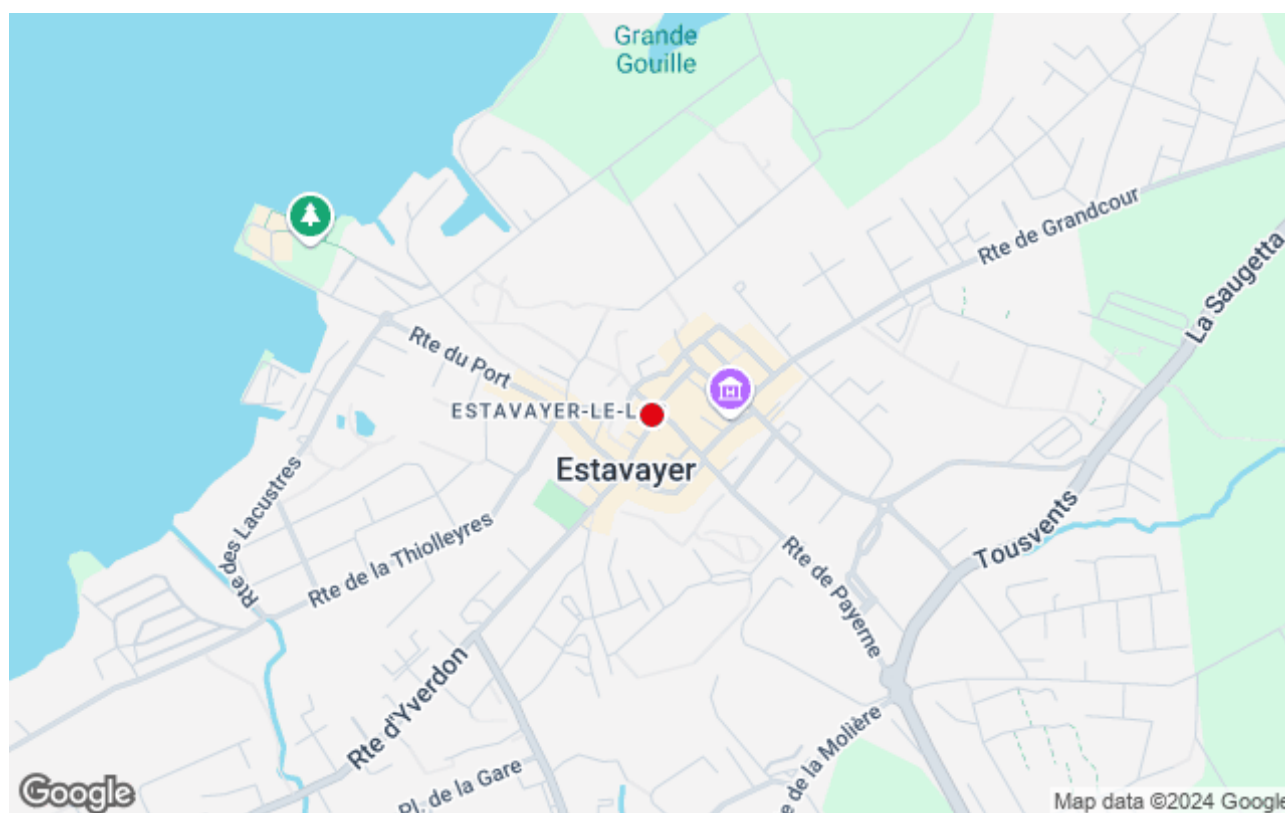 Grande
Gouille
Rte de Grandcour
La Saugetta
Rte du Port
ESTAVAYER-LE-L
Estavayer
Rte des Lacustres
Rte de la Thiolleyres
Tousvents
Rte de Payerne
Rte d'Yverdon
Pl. de la Gare
e de la Molière
Google
Map data ©2024 Google